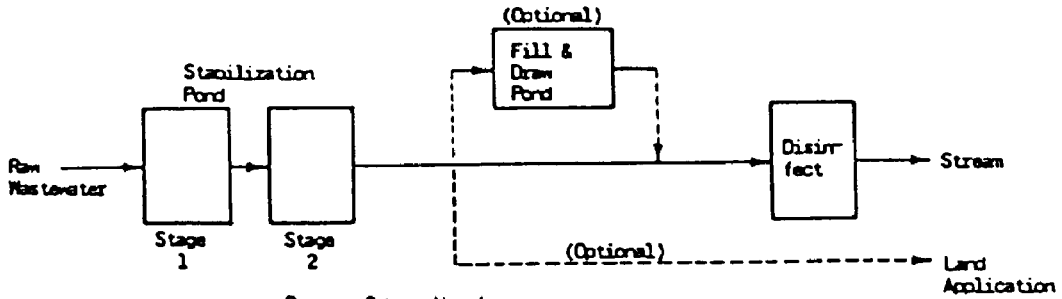 (Optional)
Fill &
Draw
Pond
Stabilization
Pond
Raw
Wastewater
Stage
1
Stage
2
Disin-
fect
Stream
(Optional)
Land
Application